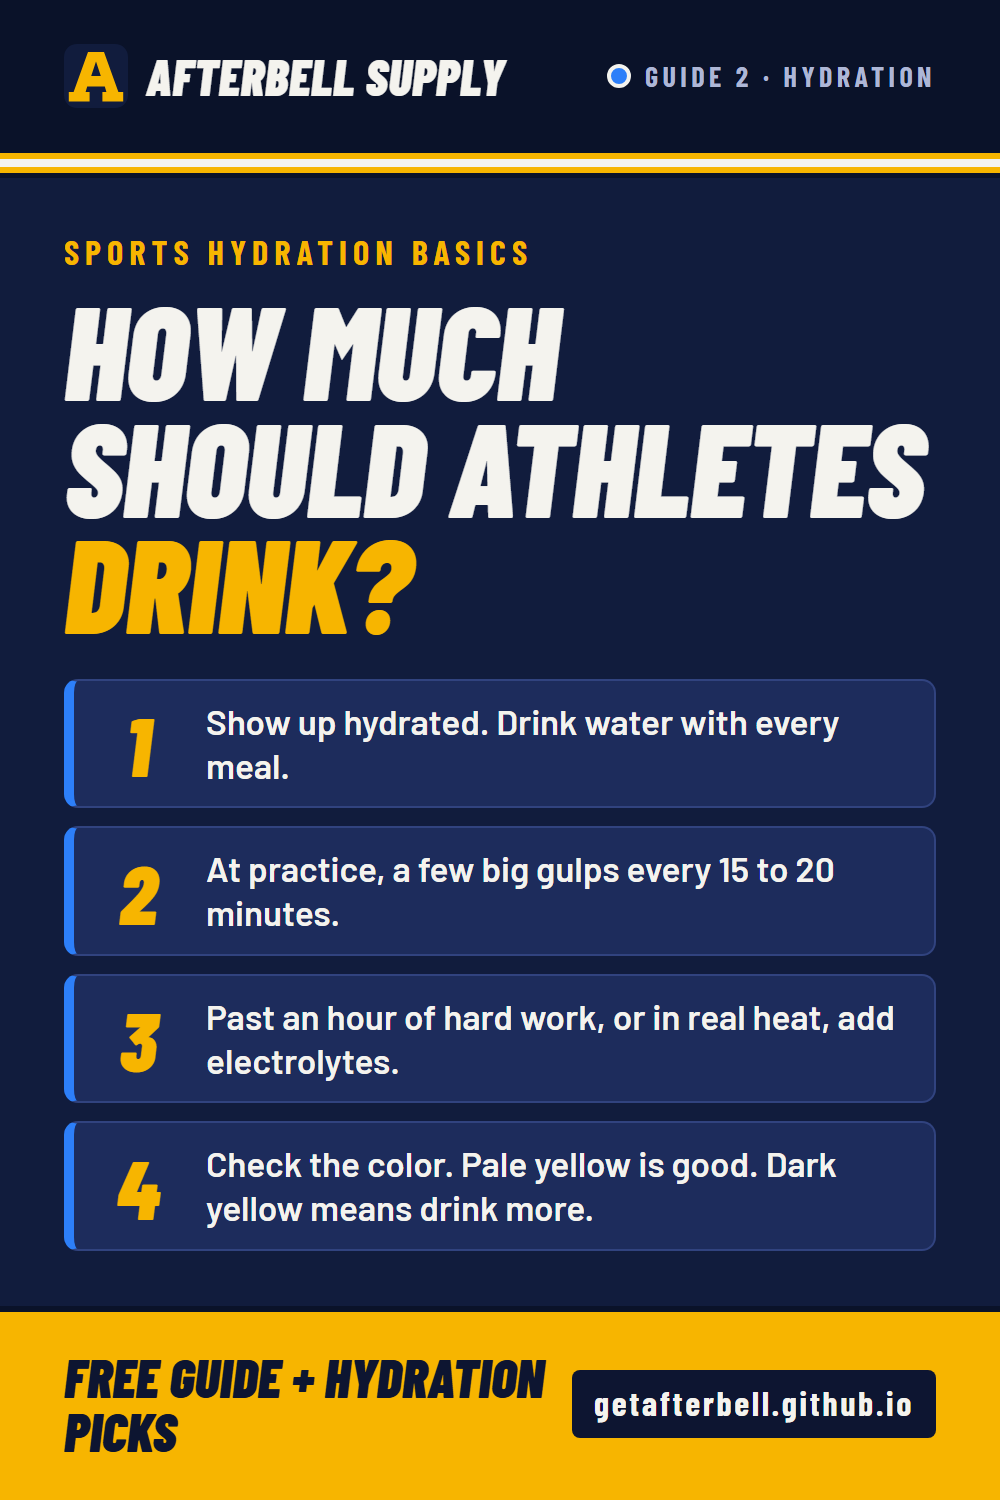 A
AFTERBELL SUPPLY
GUIDE 2 · HYDRATION
SPORTS HYDRATION BASICS
HOW MUCH
SHOULD ATHLETES
DRINK?
1
Show up hydrated. Drink water with every
meal.
2
At practice, a few big gulps every 15 to 20
minutes.
3
Past an hour of hard work, or in real heat, add
electrolytes.
4
Check the color. Pale yellow is good. Dark
yellow means drink more.
FREE GUIDE + HYDRATION
PICKS
getafterbell.github.io